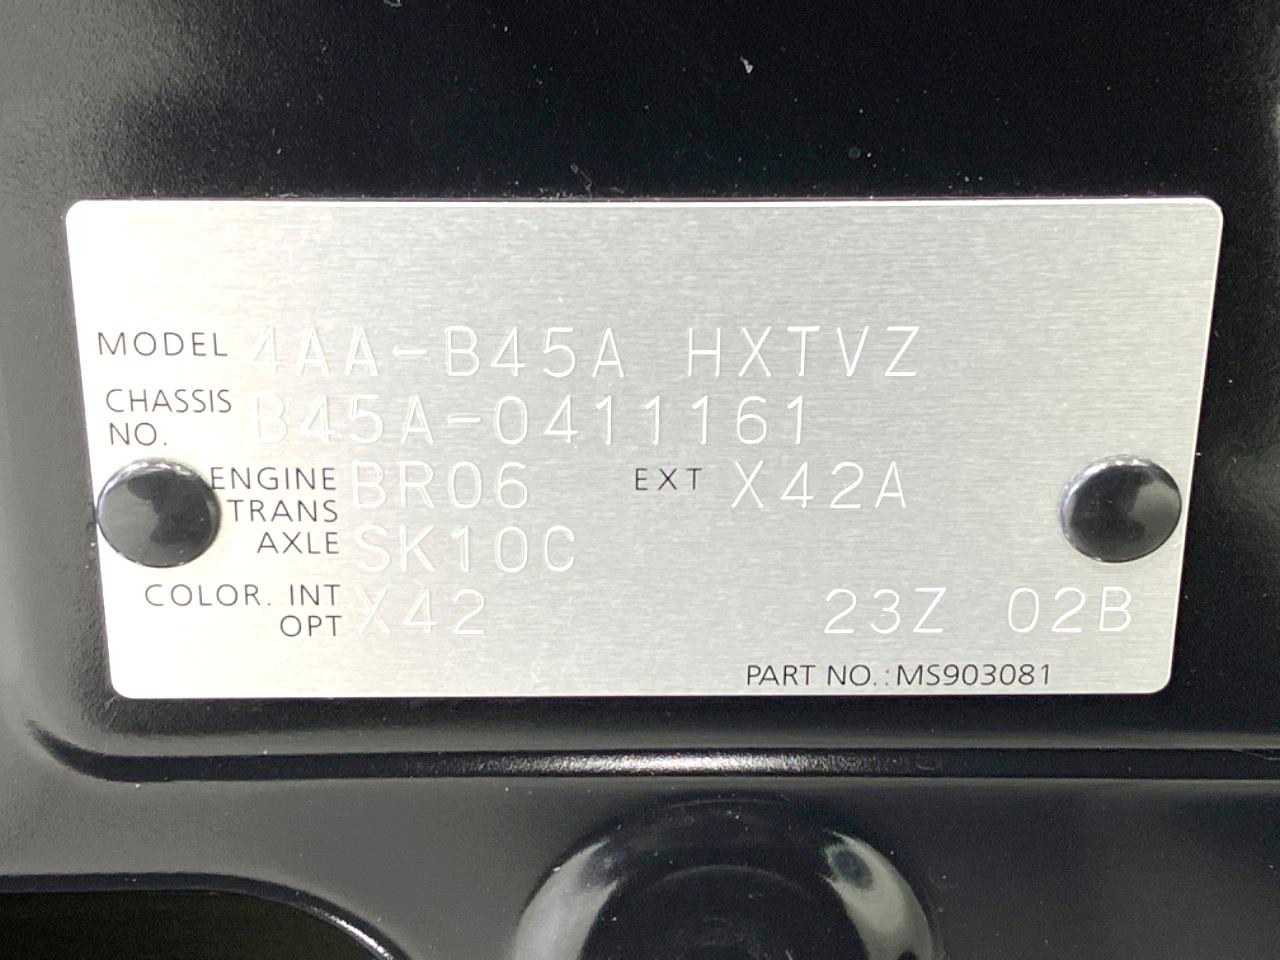 MODEL 4AA-B45A HXTVZ
CHASSIS NO. B45A-0411161
ENGINE BR06 EXT X42A
TRANS AXLE SK10C
COLOR. INT OPT X42 23Z 02B
PART NO.:MS903081